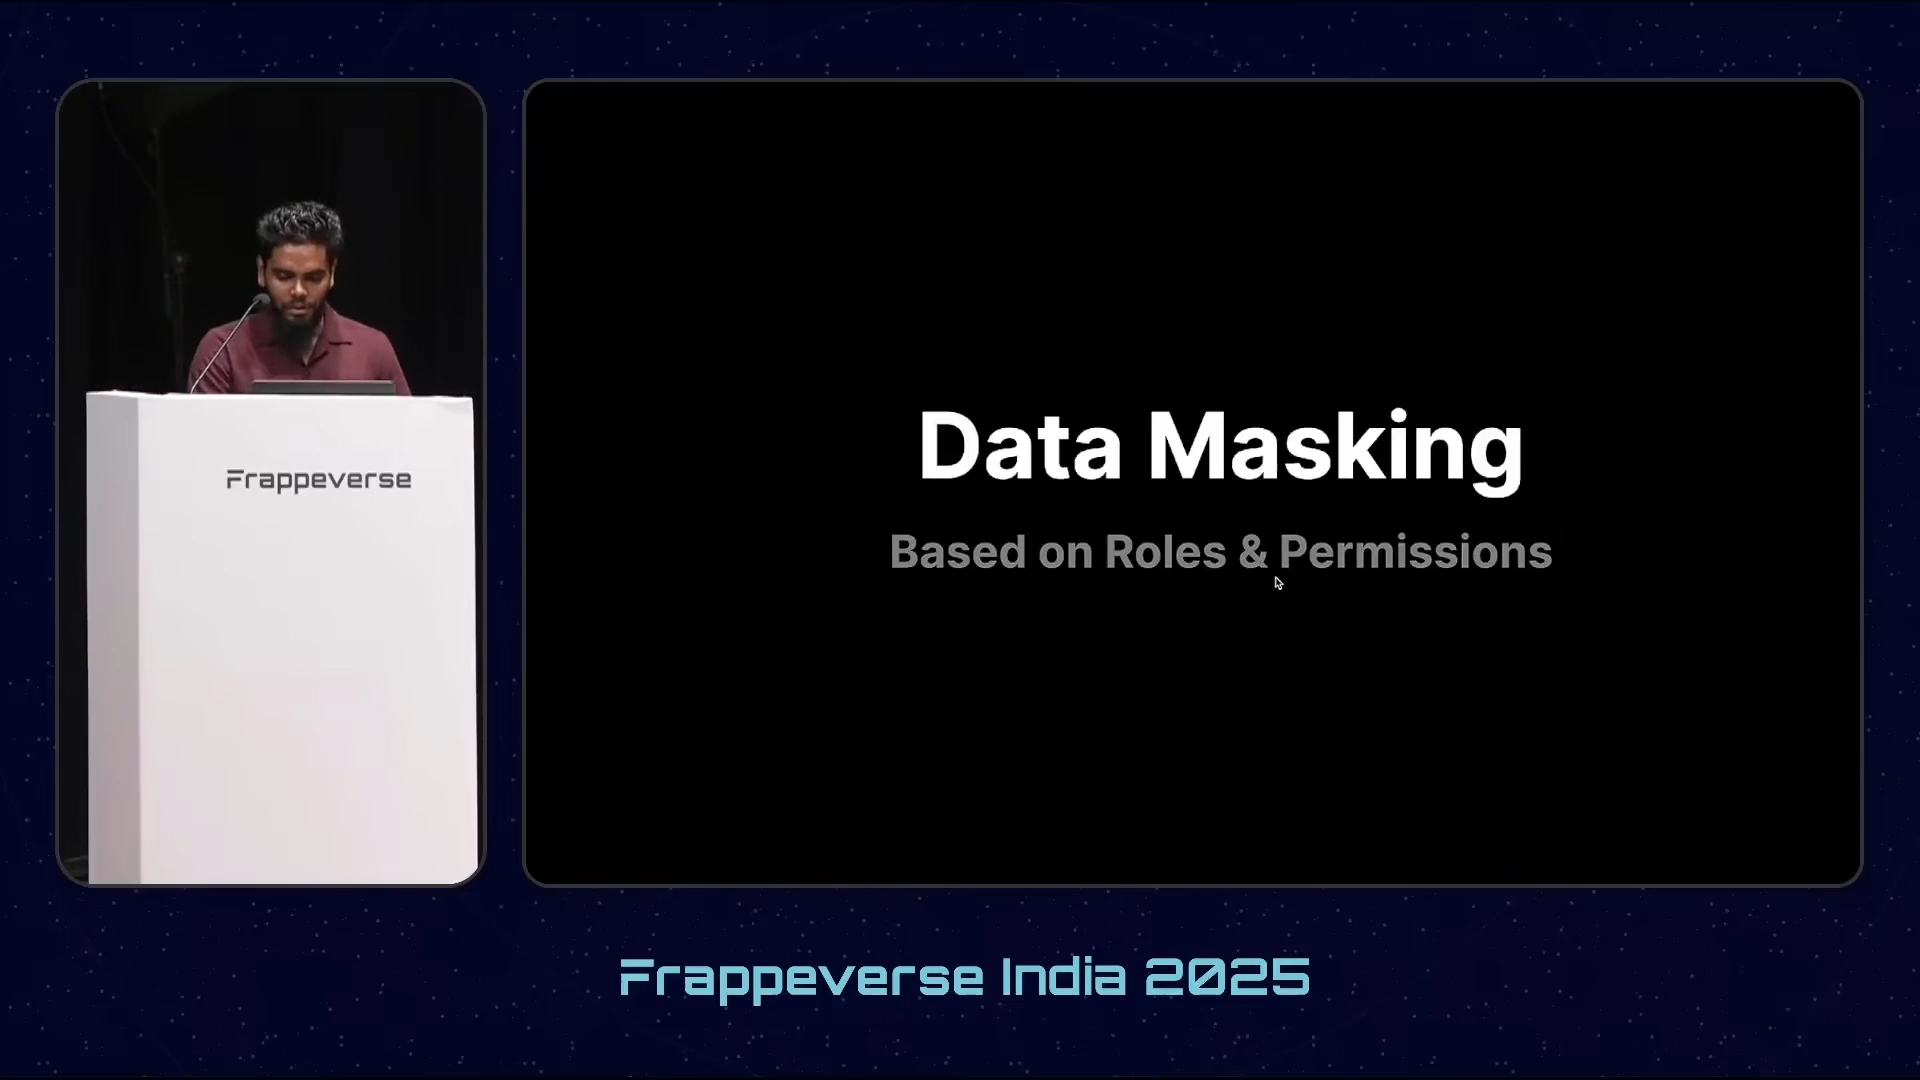 Frappeverse
Data Masking
Based on Roles & Permissions
Frappeverse India 2025